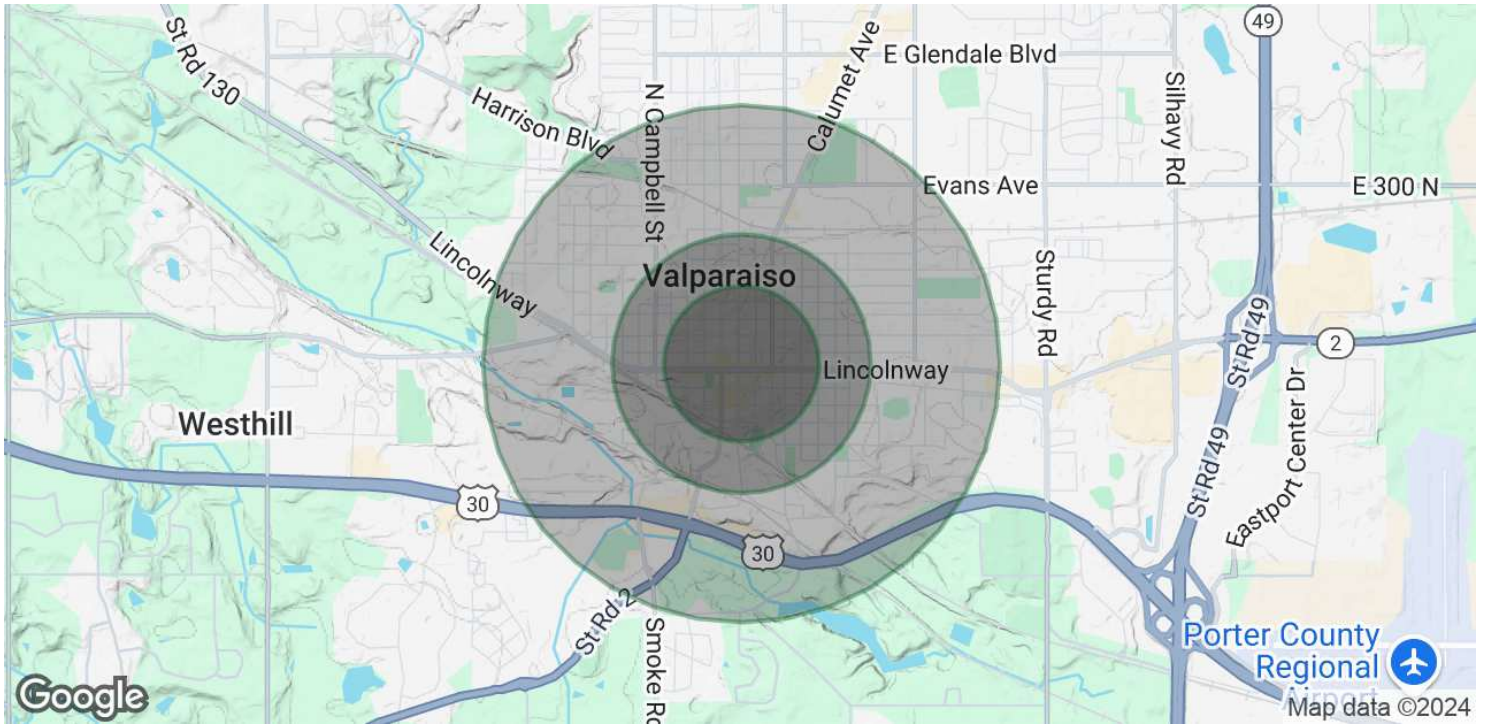 49
St Rd 130
Calumet Ave
E Glendale Blvd
Harrison Blvd
N Campbell St
Silhavy Rd
Evans Ave
E 300 N
Lincolnway
Valparaiso
Sturdy Rd
St Rd 49
2
Lincolnway
Westhill
Eastport Center Dr
St Rd 49
30
30
St Rd 2
Smoke Rd
Porter County
Regional
Airport
Google
Map data ©2024